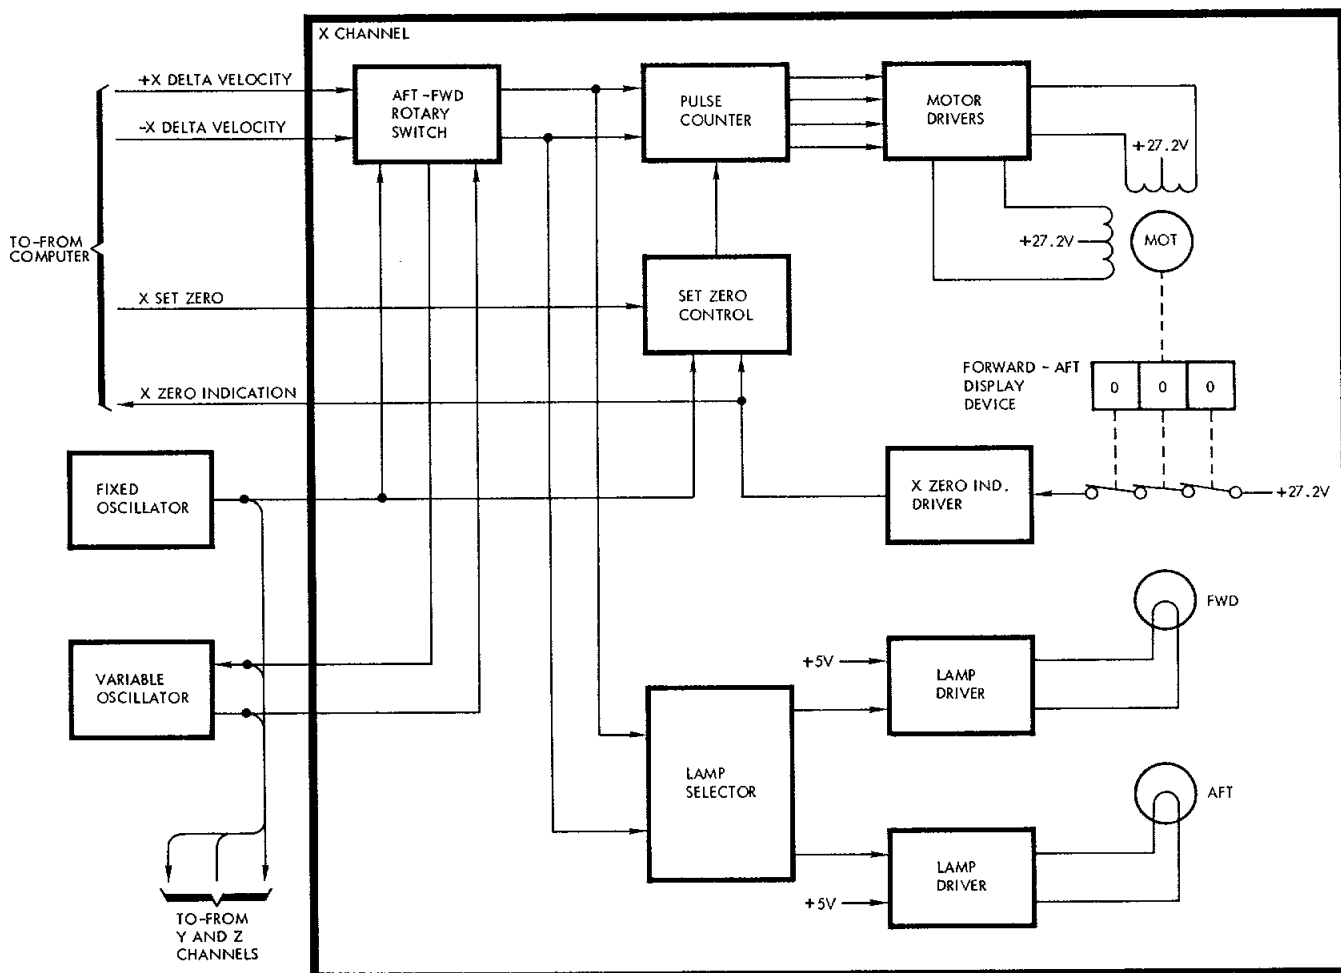 X CHANNEL
+X DELTA VELOCITY
-X DELTA VELOCITY
AFT-FWD
ROTARY
SWITCH
PULSE
COUNTER
MOTOR
DRIVERS
+27.2V
+27.2V
MOT
TO-FROM
COMPUTER
X SET ZERO
SET ZERO
CONTROL
X ZERO INDICATION
FORWARD - AFT
DISPLAY
DEVICE
0 0 0
FIXED
OSCILLATOR
X ZERO IND.
DRIVER
+27.2V
VARIABLE
OSCILLATOR
FWD
+5V
LAMP
DRIVER
LAMP
SELECTOR
AFT
LAMP
DRIVER
+5V
TO-FROM
Y AND Z
CHANNELS